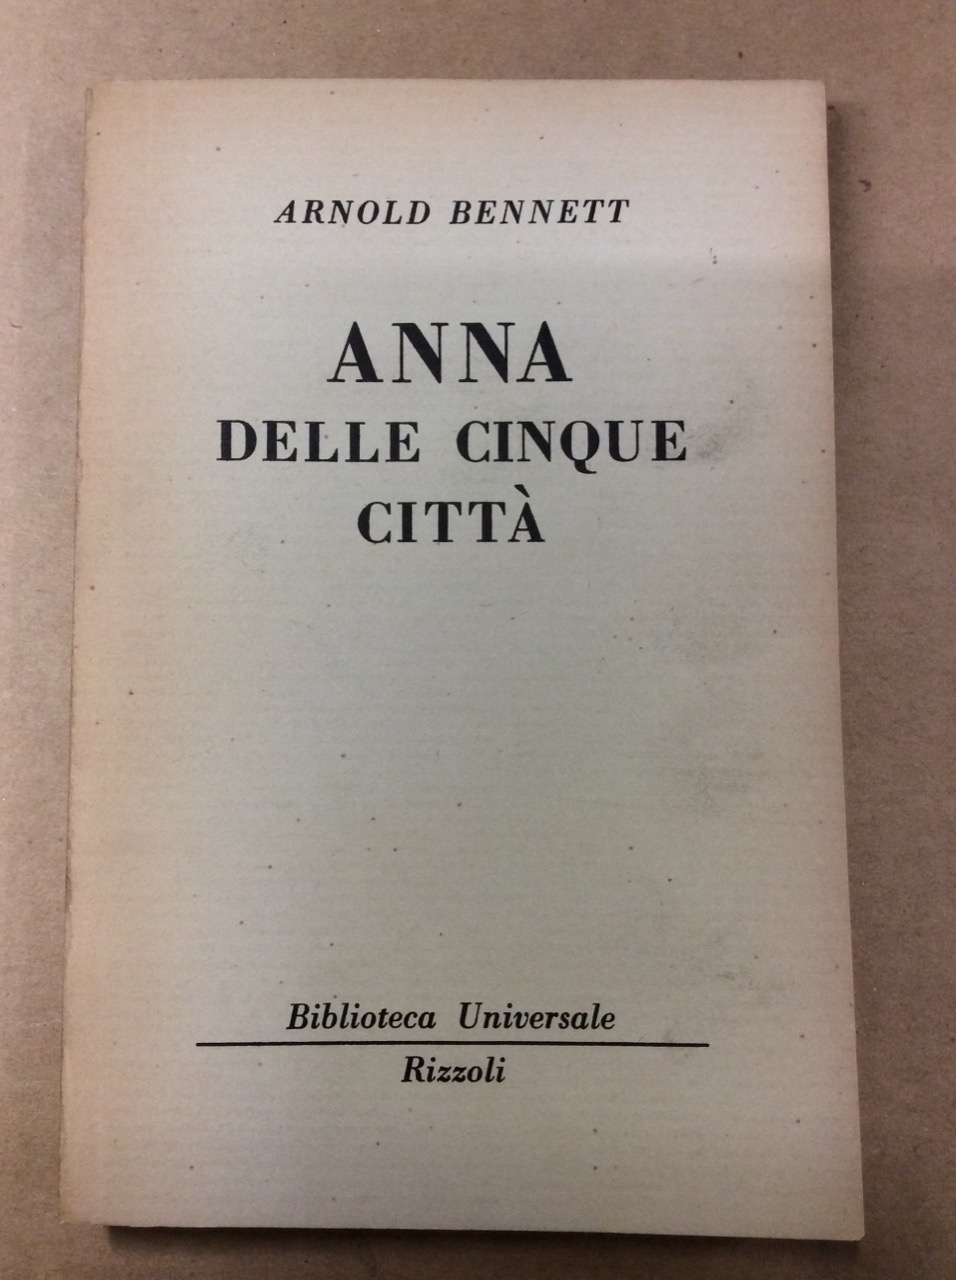 ARNOLD BENNETT
ANNA
DELLE CINQUE
CITTÀ
Biblioteca Universale
Rizzoli